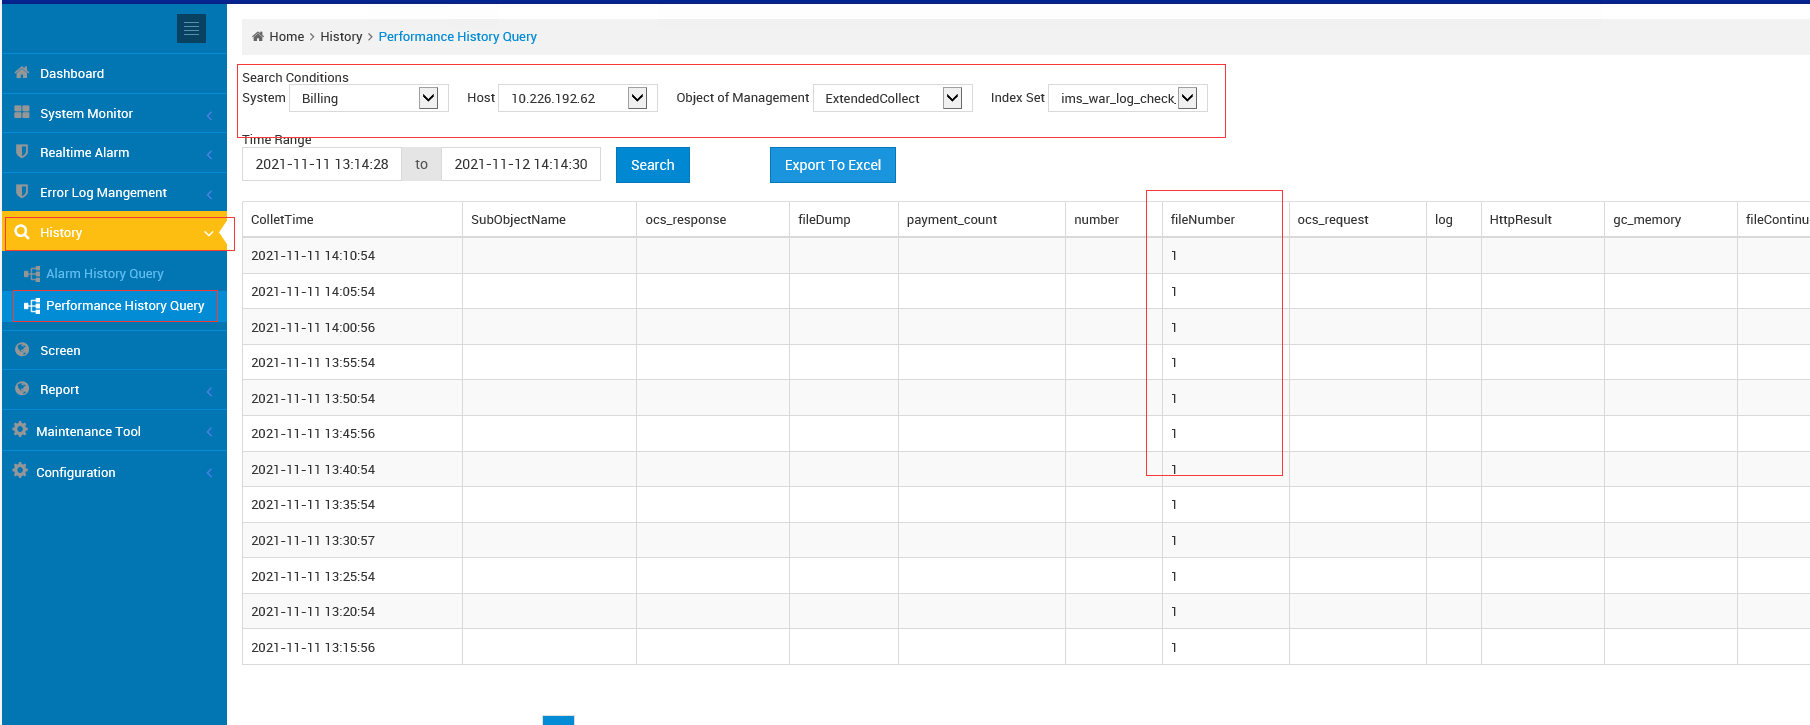 Dashboard
System Monitor
Realtime Alarm
Error Log Mangement
History
Alarm History Query
Performance History Query
Screen
Report
Maintenance Tool
Configuration
Home > History > Performance History Query
Search Conditions
System Billing Host 10.226.192.62 Object of Management ExtendedCollect Index Set ims_war_log_check_
Time Range
2021-11-11 13:14:28 to 2021-11-12 14:14:30 Search Export To Excel
ColletTime SubObjectName ocs_response fileDump payment_count number fileNumber ocs_request log HttpResult gc_memory fileContinu
2021-11-11 14:10:54 1
2021-11-11 14:05:54 1
2021-11-11 14:00:56 1
2021-11-11 13:55:54 1
2021-11-11 13:50:54 1
2021-11-11 13:45:56 1
2021-11-11 13:40:54 1
2021-11-11 13:35:54 1
2021-11-11 13:30:57 1
2021-11-11 13:25:54 1
2021-11-11 13:20:54 1
2021-11-11 13:15:56 1